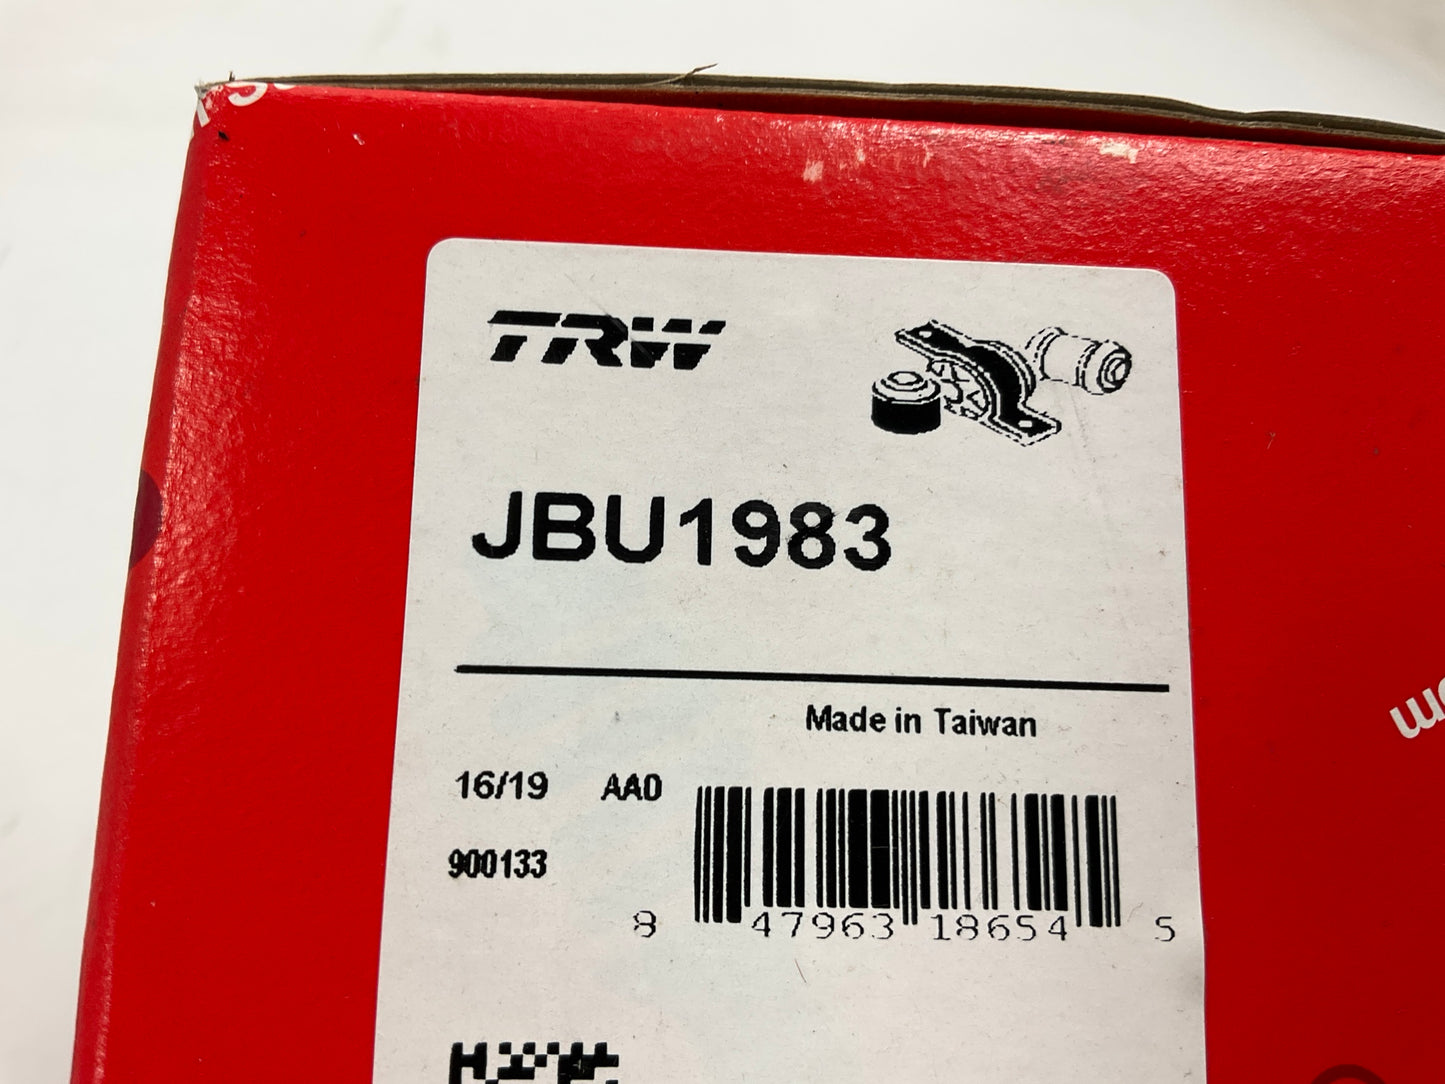 TRW
JBU1983
Made in Taiwan
16/19 AA0
900133
8 47963 18654 5